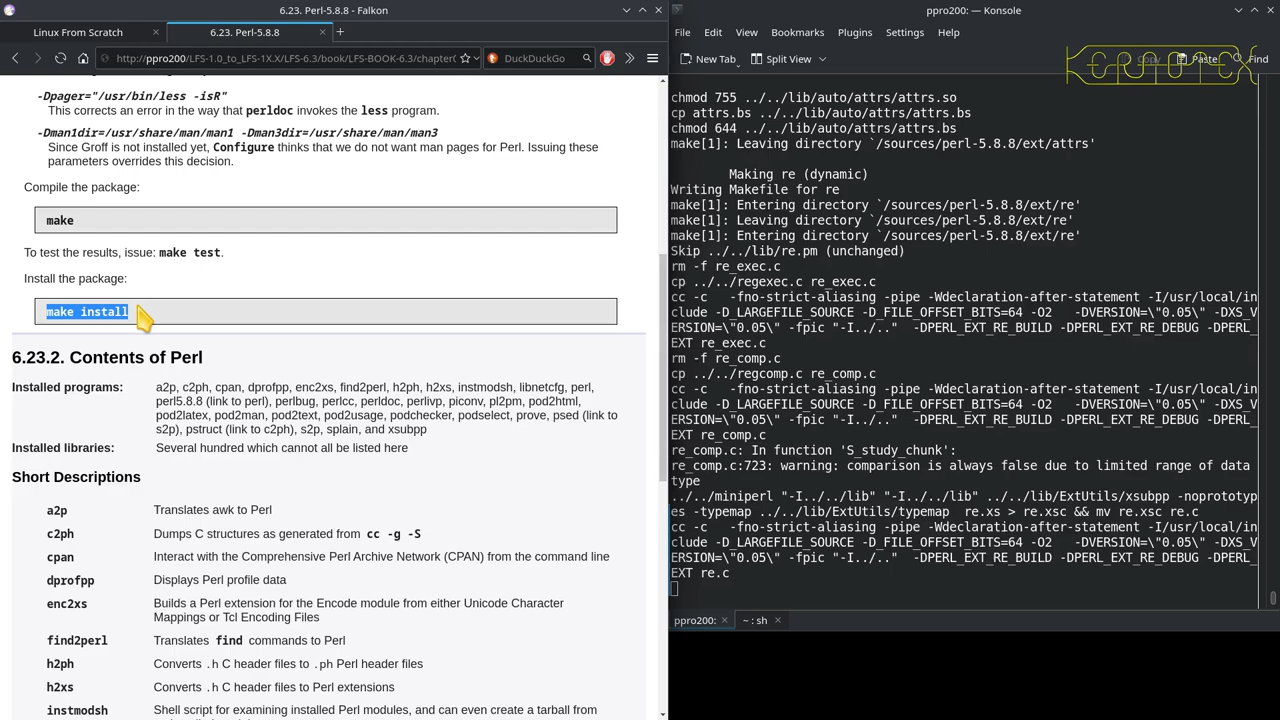 6.23. Perl-5.8.8 - Falkon
Linux From Scratch
6.23. Perl-5.8.8
http://ppro200/LFS-1.0_to_LFS-1X.X/LFS-6.3/book/LFS-BOOK-6.3/chapter(
DuckDuckGo
-Dpager="/usr/bin/less -isR"
This corrects an error in the way that perldoc invokes the less program.
-Dman1dir=/usr/share/man/man1 -Dman3dir=/usr/share/man/man3
Since Groff is not installed yet, Configure thinks that we do not want man pages for Perl. Issuing these
parameters overrides this decision.
Compile the package:
make
To test the results, issue: make test.
Install the package:
make install
6.23.2. Contents of Perl
Installed programs: a2p, c2ph, cpan, dprofpp, enc2xs, find2perl, h2ph, h2xs, instmodsh, libnetcfg, perl,
perl5.8.8 (link to perl), perlbug, perlcc, perldoc, perlivp, piconv, pl2pm, pod2html,
pod2latex, pod2man, pod2text, pod2usage, podchecker, podselect, prove, psed (link to
s2p), pstruct (link to c2ph), s2p, splain, and xsubpp
Installed libraries: Several hundred which cannot all be listed here
Short Descriptions
a2p Translates awk to Perl
c2ph Dumps C structures as generated from cc -g -S
cpan Interact with the Comprehensive Perl Archive Network (CPAN) from the command line
dprofpp Displays Perl profile data
enc2xs Builds a Perl extension for the Encode module from either Unicode Character
Mappings or Tcl Encoding Files
find2perl Translates find commands to Perl
h2ph Converts .h C header files to .ph Perl header files
h2xs Converts .h C header files to Perl extensions
instmodsh Shell script for examining installed Perl modules, and can even create a tarball from
ppro200: — Konsole
File Edit View Bookmarks Plugins Settings Help
New Tab Split View Copy Paste Find
chmod 755 ../../lib/auto/attrs/attrs.so
cp attrs.bs ../../lib/auto/attrs/attrs.bs
chmod 644 ../../lib/auto/attrs/attrs.bs
make[1]: Leaving directory `/sources/perl-5.8.8/ext/attrs'
Making re (dynamic)
Writing Makefile for re
make[1]: Entering directory `/sources/perl-5.8.8/ext/re'
make[1]: Leaving directory `/sources/perl-5.8.8/ext/re'
make[1]: Entering directory `/sources/perl-5.8.8/ext/re'
Skip ../../lib/re.pm (unchanged)
rm -f re_exec.c
cp ../../regexec.c re_exec.c
cc -c   -fno-strict-aliasing -pipe -Wdeclaration-after-statement -I/usr/local/in
clude -D_LARGEFILE_SOURCE -D_FILE_OFFSET_BITS=64 -O2   -DVERSION=\"0.05\" -DXS_V
ERSION=\"0.05\" -fpic "-I../.." -DPERL_EXT_RE_BUILD -DPERL_EXT_RE_DEBUG -DPERL_
EXT re_exec.c
rm -f re_comp.c
cp ../../regcomp.c re_comp.c
cc -c   -fno-strict-aliasing -pipe -Wdeclaration-after-statement -I/usr/local/in
clude -D_LARGEFILE_SOURCE -D_FILE_OFFSET_BITS=64 -O2   -DVERSION=\"0.05\" -DXS_V
ERSION=\"0.05\" -fpic "-I../.." -DPERL_EXT_RE_BUILD -DPERL_EXT_RE_DEBUG -DPERL_
EXT re_comp.c
re_comp.c: In function 'S_study_chunk':
re_comp.c:723: warning: comparison is always false due to limited range of data
type
../../miniperl "-I../../lib" "-I../../lib" ../../lib/ExtUtils/xsubpp -noprototyp
es -typemap ../../lib/ExtUtils/typemap  re.xs > re.xsc && mv re.xsc re.c
cc -c   -fno-strict-aliasing -pipe -Wdeclaration-after-statement -I/usr/local/in
clude -D_LARGEFILE_SOURCE -D_FILE_OFFSET_BITS=64 -O2   -DVERSION=\"0.05\" -DXS_V
ERSION=\"0.05\" -fpic "-I../.." -DPERL_EXT_RE_BUILD -DPERL_EXT_RE_DEBUG -DPERL_
EXT re.c
ppro200: ~ : sh